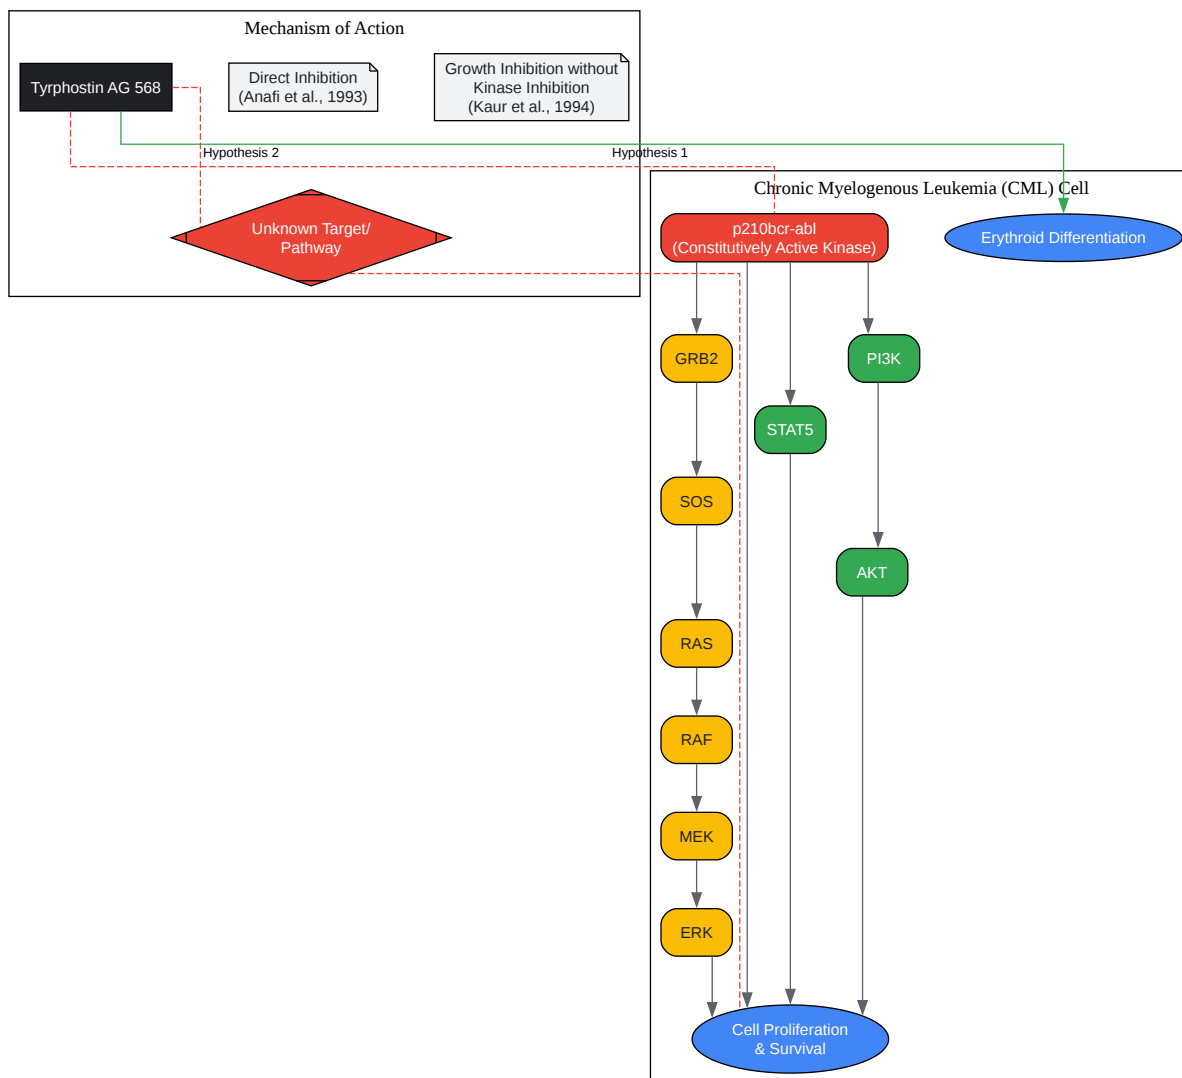 Mechanism of Action
Tyrphostin AG 568
Direct Inhibition
(Anafi et al., 1993)
Growth Inhibition without
Kinase Inhibition
(Kaur et al., 1994)
Hypothesis 2
Hypothesis 1
Unknown Target/
Pathway
Chronic Myelogenous Leukemia (CML) Cell
p210bcr-abl
(Constitutively Active Kinase)
Erythroid Differentiation
GRB2
PI3K
STAT5
SOS
AKT
RAS
RAF
MEK
ERK
Cell Proliferation
& Survival